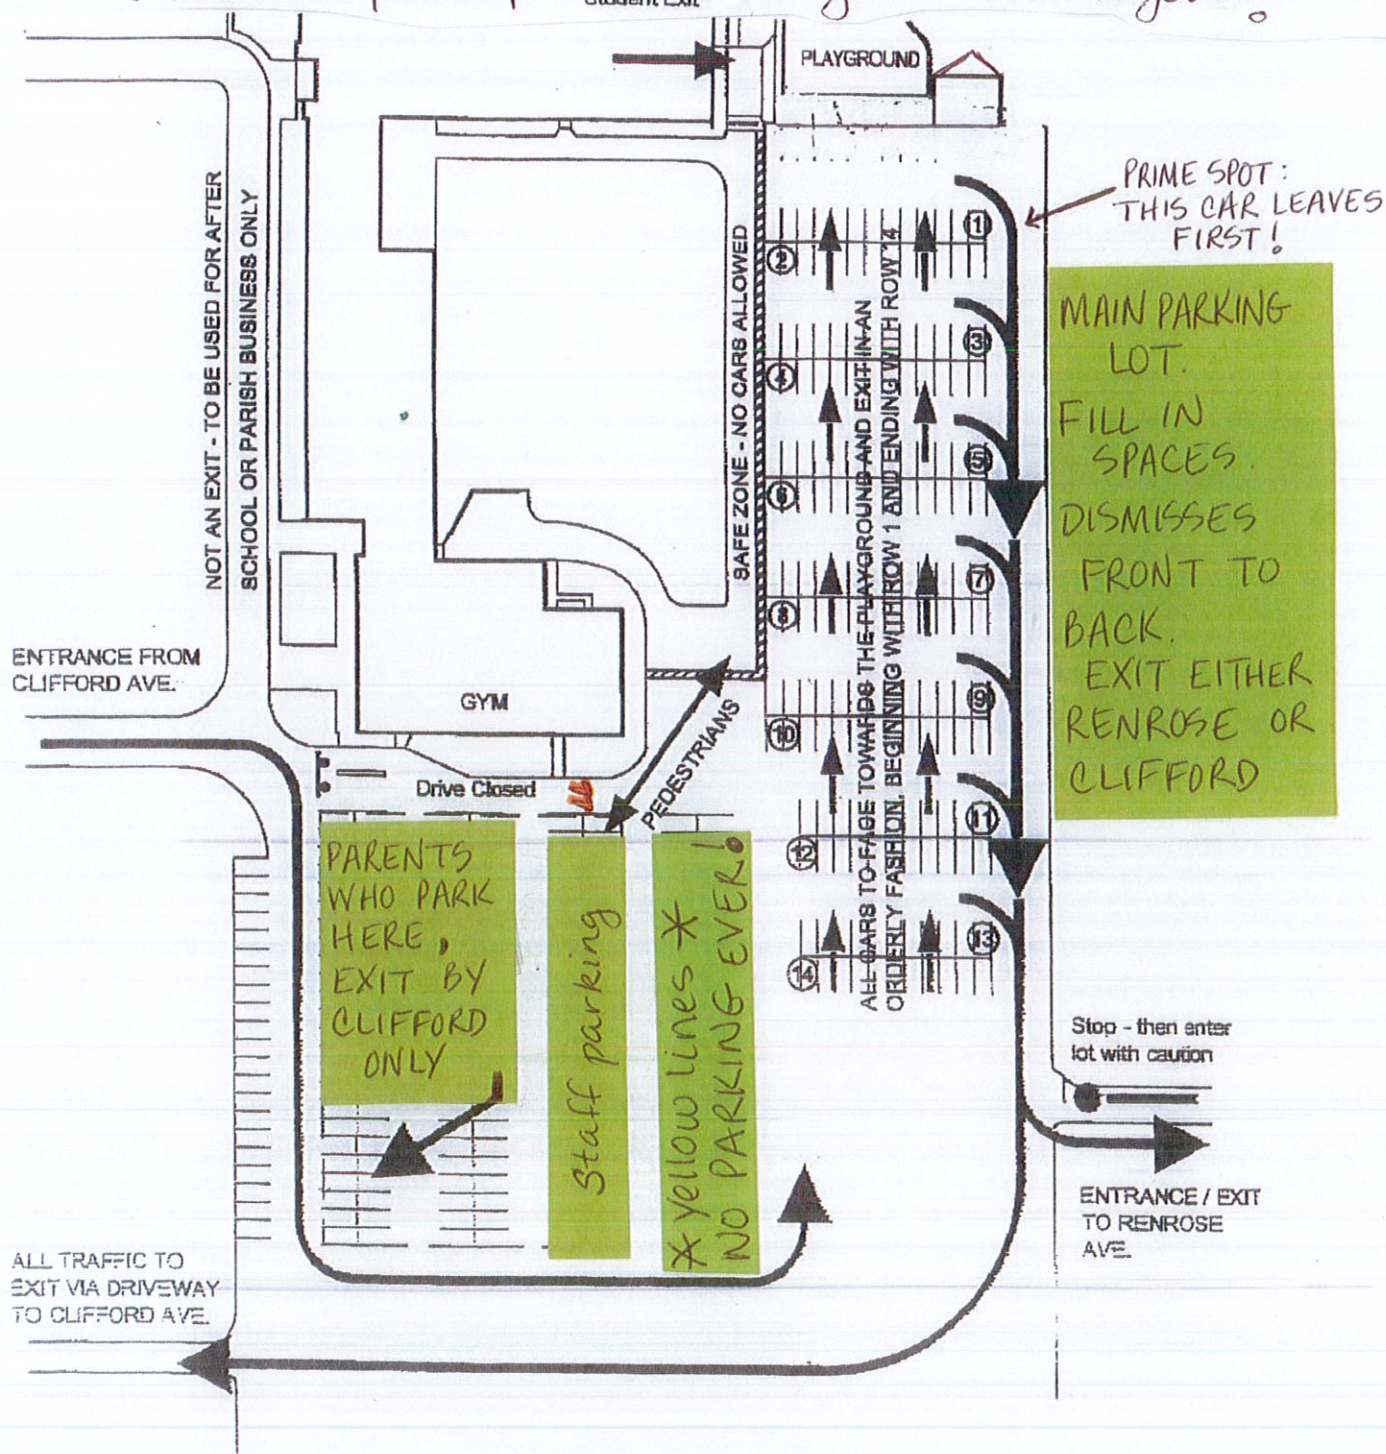 Student Exit
PLAYGROUND
PRIME SPOT:
THIS CAR LEAVES
FIRST!
NOT AN EXIT - TO BE USED FOR AFTER
SCHOOL OR PARISH BUSINESS ONLY
SAFE ZONE - NO CARS ALLOWED
ALL CARS TO FACE TOWARDS THE PLAYGROUND AND EXIT IN AN
ORDERLY FASHION, BEGINNING WITH ROW 1 AND ENDING WITH ROW 14
1
2
3
4
5
6
7
8
9
10
11
12
13
14
MAIN PARKING
LOT.
FILL IN
SPACES.
DISMISSES
FRONT TO
BACK.
EXIT EITHER
RENROSE OR
CLIFFORD
ENTRANCE FROM
CLIFFORD AVE.
GYM
PEDESTRIANS
Drive Closed
PARENTS
WHO PARK
HERE,
EXIT BY
CLIFFORD
ONLY
Staff parking
*Yellow lines *
NO PARKING EVER!
Stop - then enter
lot with caution
ENTRANCE / EXIT
TO RENROSE
AVE.
ALL TRAFFIC TO
EXIT VIA DRIVEWAY
TO CLIFFORD AVE.